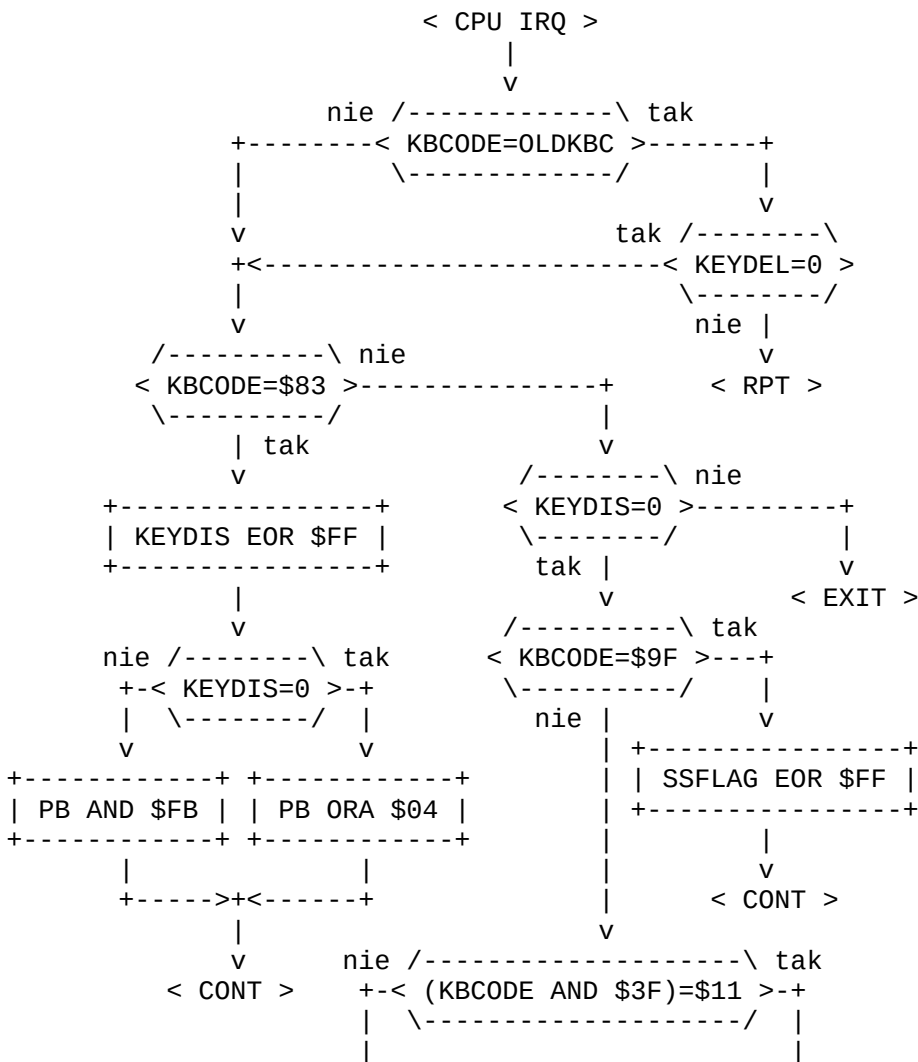 < CPU IRQ >
nie tak
< KBCODE=OLDKBC >
tak
< KEYDEL=0 >
nie
nie
< KBCODE=$83 > < RPT >
tak
nie
< KEYDIS=0 >
KEYDIS EOR $FF
tak
< EXIT >
tak
nie tak < KBCODE=$9F >
< KEYDIS=0 >
nie
SSFLAG EOR $FF
PB AND $FB PB ORA $04
< CONT >
nie tak
< CONT > < (KBCODE AND $3F)=$11 >